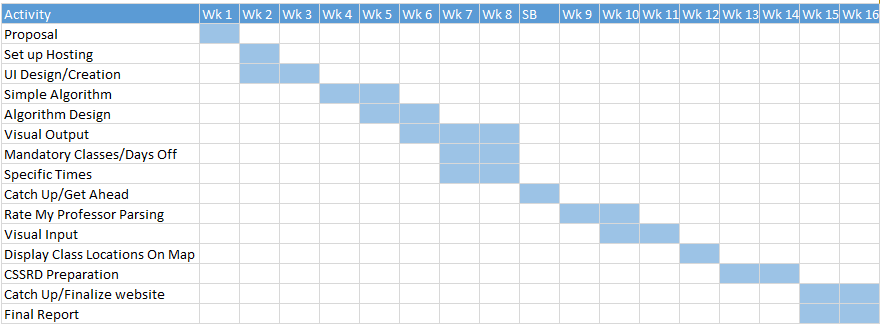 Activity Wk 1 Wk 2 Wk 3 Wk 4 Wk 5 Wk 6 Wk 7 Wk 8 SB Wk 9 Wk 10 Wk 11 Wk 12 Wk 13 Wk 14 Wk 15 Wk 16
Proposal
Set up Hosting
UI Design/Creation
Simple Algorithm
Algorithm Design
Visual Output
Mandatory Classes/Days Off
Specific Times
Catch Up/Get Ahead
Rate My Professor Parsing
Visual Input
Display Class Locations On Map
CSSRD Preparation
Catch Up/Finalize website
Final Report